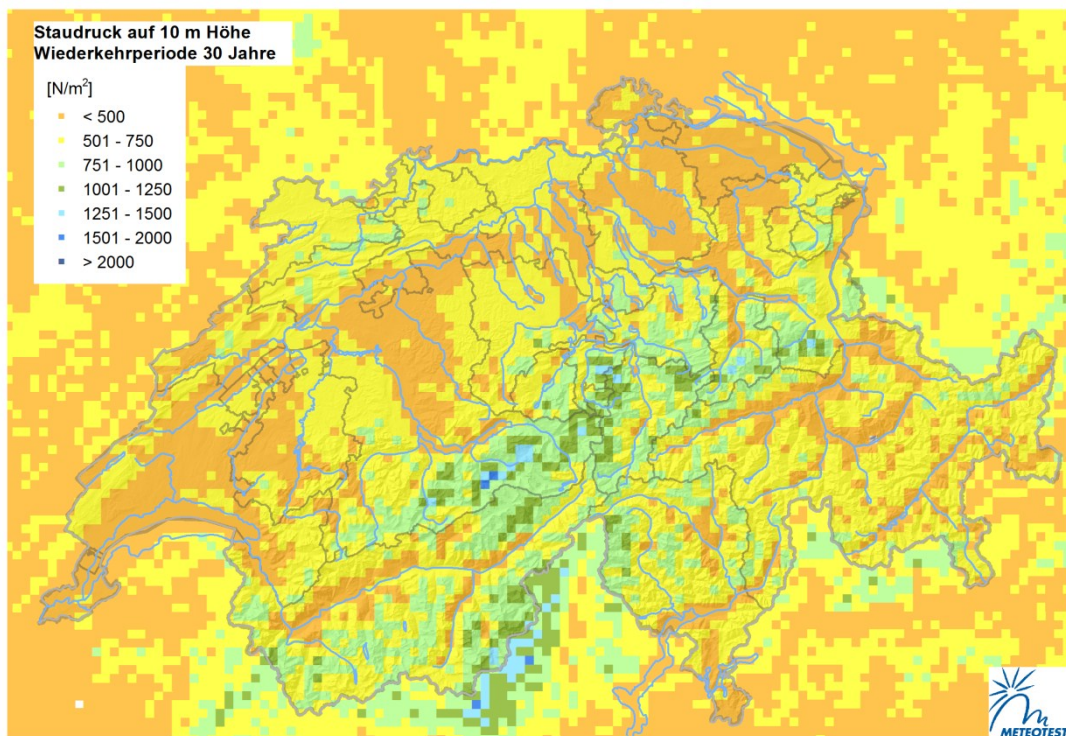 Staudruck auf 10 m Höhe
Wiederkehrperiode 30 Jahre
[N/m²]
< 500
501 - 750
751 - 1000
1001 - 1250
1251 - 1500
1501 - 2000
> 2000
METEOTEST